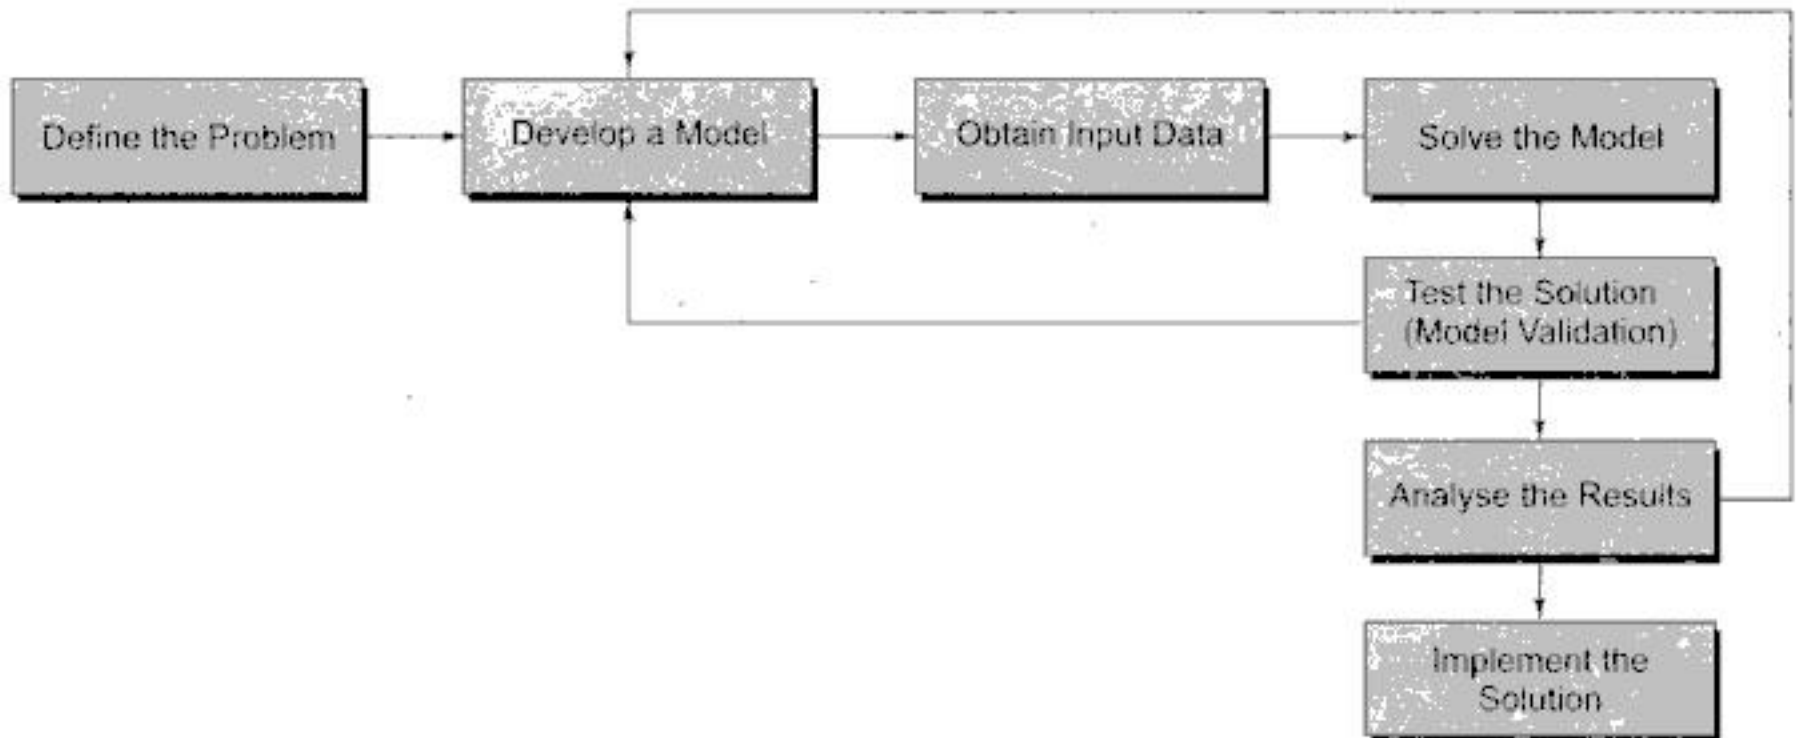 Define the Problem
Develop a Model
Obtain Input Data
Solve the Model
Test the Solution
(Model Validation)
Analyse the Results
Implement the
Solution